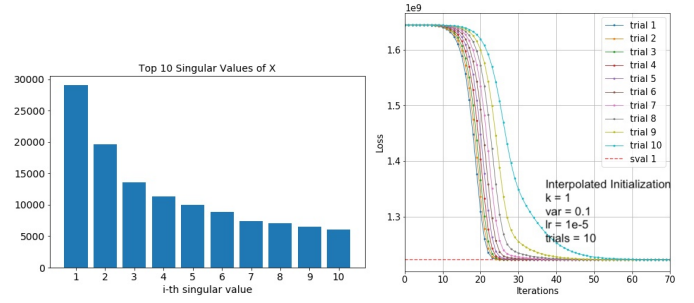 Top 10 Singular Values of X
30000
25000
20000
15000
10000
5000
0
1 2 3 4 5 6 7 8 9 10
i-th singular value
1e9
1.6
1.5
1.4
1.3
Loss
trial 1
trial 2
trial 3
trial 4
trial 5
trial 6
trial 7
trial 8
trial 9
trial 10
sval 1
Interpolated Initialization
k = 1
var = 0.1
lr = 1e-5
trials = 10
0 10 20 30 40 50 60 70
Iterations